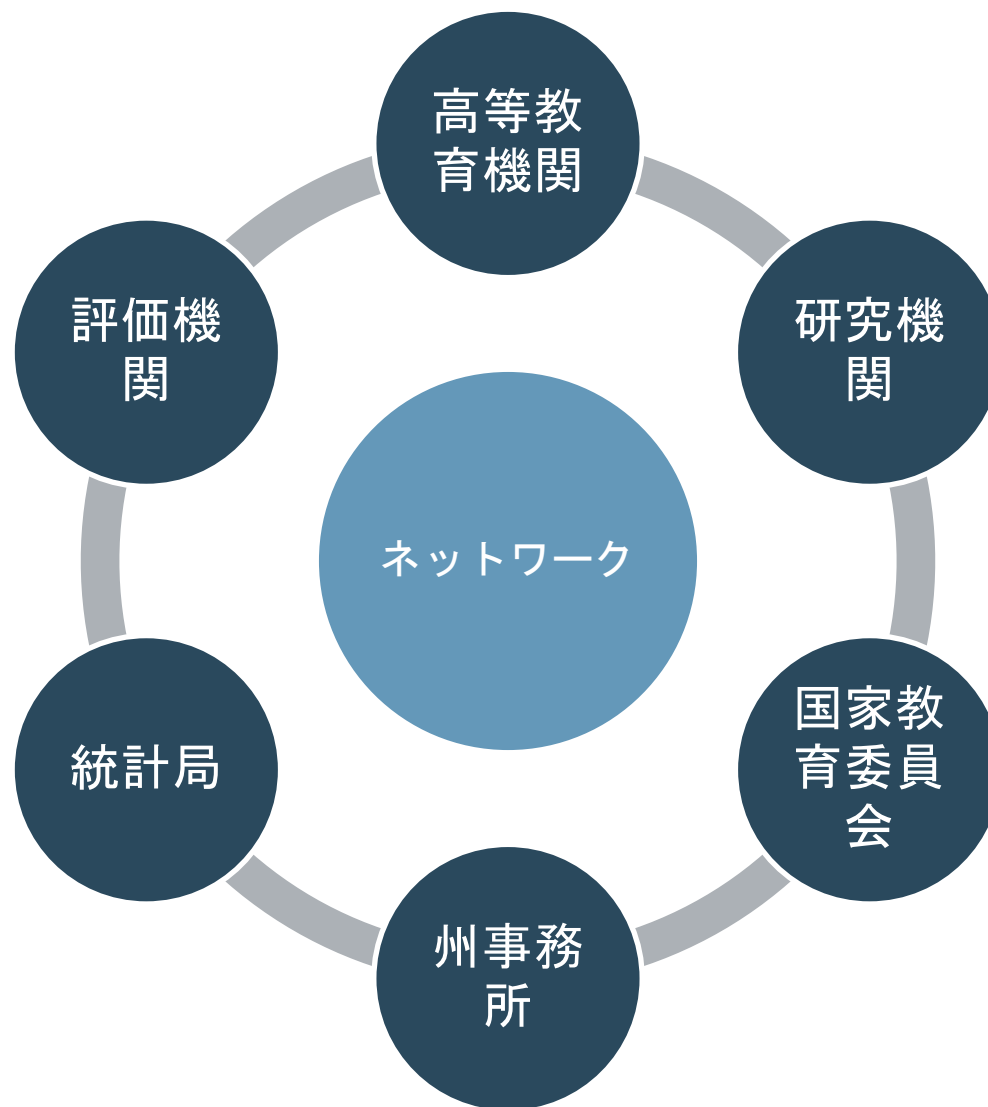 高等教
育機関
研究機
関
国家教
育委員
会
州事務
所
統計局
評価機
関
ネットワーク